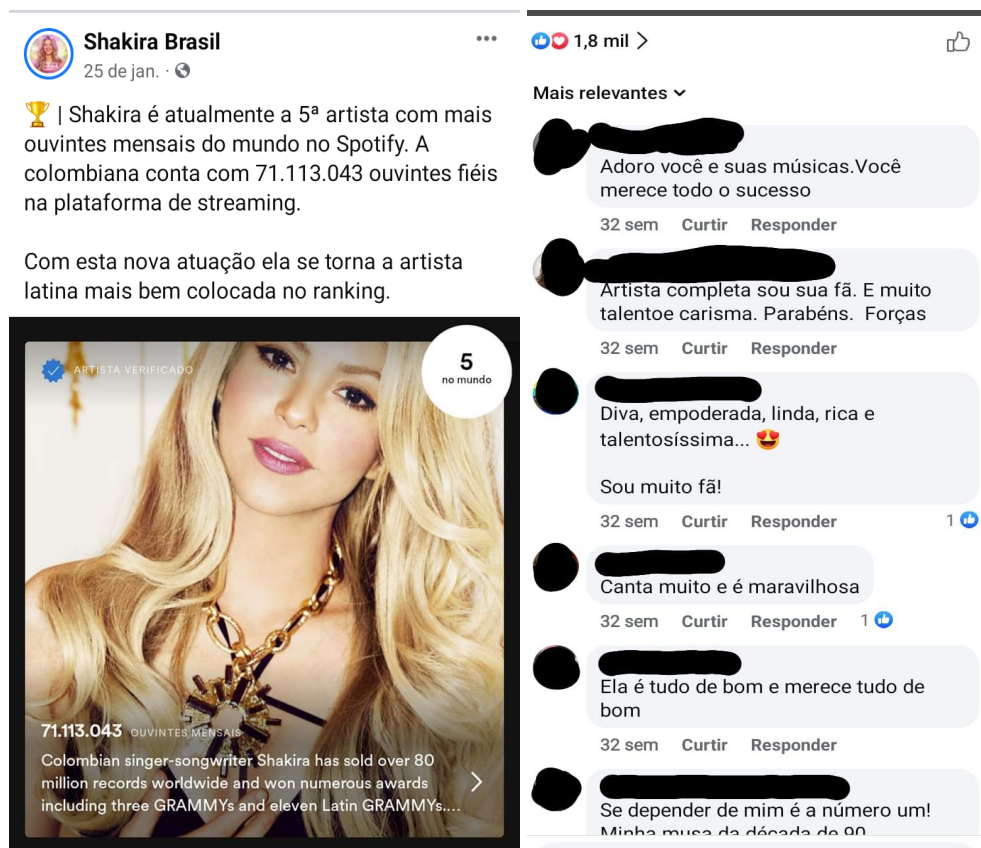 Shakira Brasil
25 de jan. ·
🏆 | Shakira é atualmente a 5ª artista com mais
ouvintes mensais do mundo no Spotify. A
colombiana conta com 71.113.043 ouvintes fiéis
na plataforma de streaming.
Com esta nova atuação ela se torna a artista
latina mais bem colocada no ranking.
ARTISTA VERIFICADO
5
no mundo
71.113.043 OUVINTES MENSAIS
Colombian singer-songwriter Shakira has sold over 80
million records worldwide and won numerous awards
including three GRAMMYs and eleven Latin GRAMMYs....
1,8 mil
Mais relevantes
Adoro você e suas músicas.Você
merece todo o sucesso
32 sem Curtir Responder
Artista completa sou sua fã. E muito
talentoe carisma. Parabéns. Forças
32 sem Curtir Responder
Diva, empoderada, linda, rica e
talentosíssima... 😍
Sou muito fã!
32 sem Curtir Responder 1
Canta muito e é maravilhosa
32 sem Curtir Responder 1
Ela é tudo de bom e merece tudo de
bom
32 sem Curtir Responder
Se depender de mim é a número um!
Minha musa da década de 90